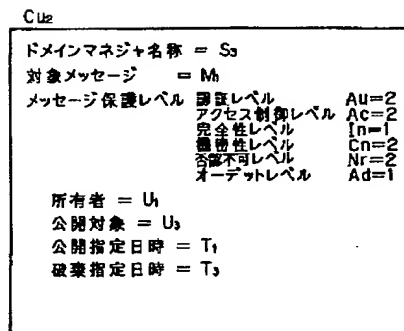 Cu2
ドメインマネジャ名称 = S3
対象メッセージ = M1
メッセージ保護レベル 認証レベル Au=2
アクセス制御レベル Ac=2
完全性レベル In=1
機密性レベル Cn=2
否認不可レベル Nr=2
オーデットレベル Ad=1
所有者 = U1
公開対象 = U3
公開指定日時 = T1
破棄指定日時 = T3